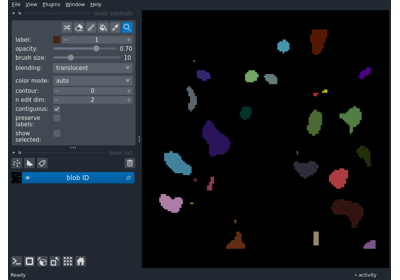 File View Plugins Window Help
layer controls
label: 1
opacity: 0.70
brush size: 10
blending: translucent
color mode: auto
contour: 0
n edit dim: 2
contiguous:
preserve labels:
show selected:
layer list
blob ID
Ready
activity